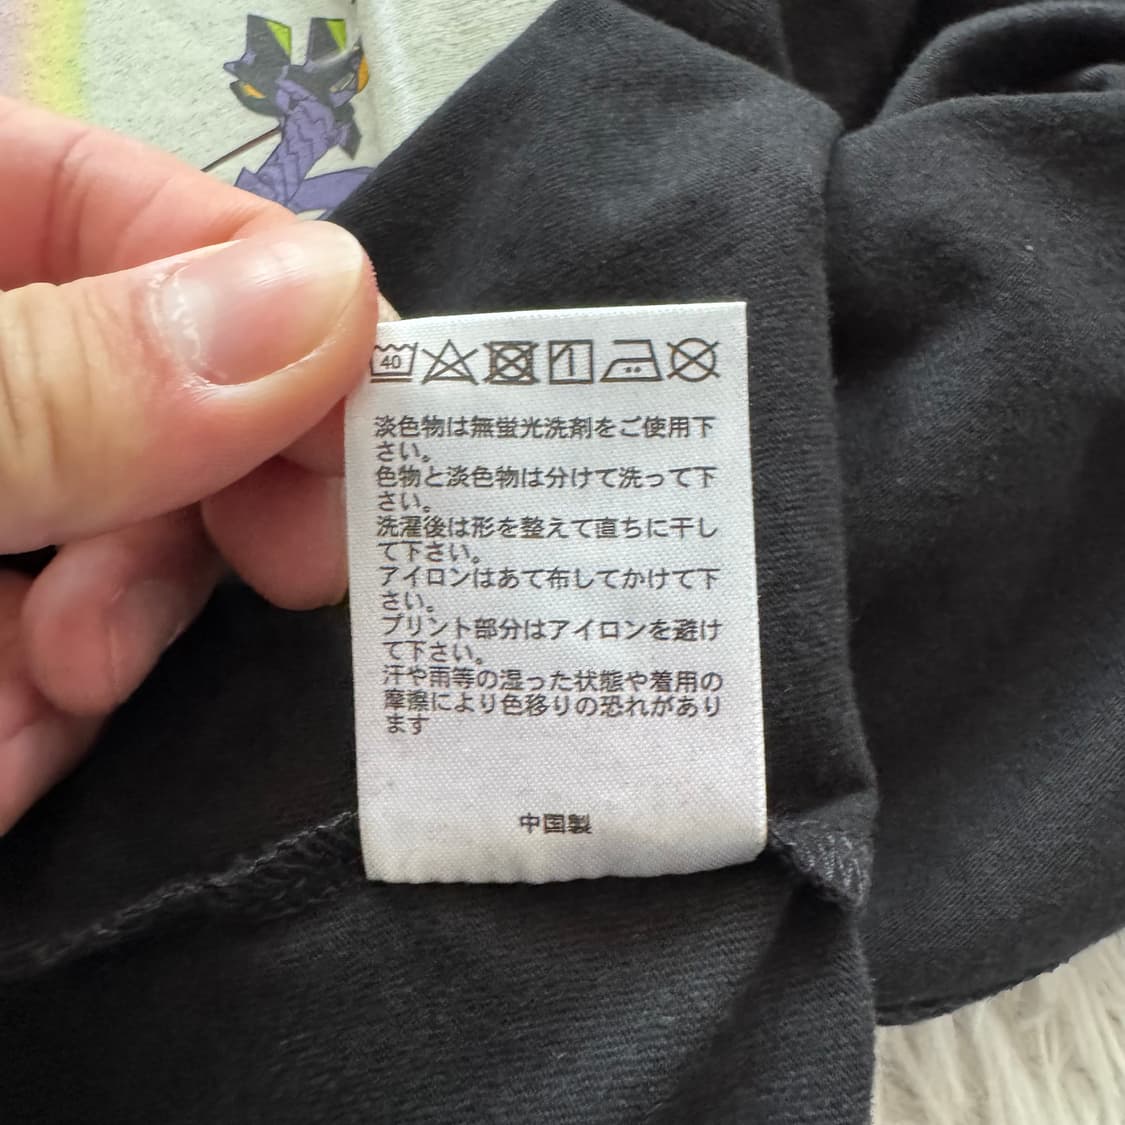 40
淡色物は無蛍光洗剤をご使用下
さい。
色物と淡色物は分けて洗って下
さい。
洗濯後は形を整えて直ちに干し
て下さい。
アイロンはあて布してかけて下
さい。
プリント部分はアイロンを避け
て下さい。
汗や雨等の湿った状態や着用の
摩擦により色移りの恐れがあり
ます
中国製